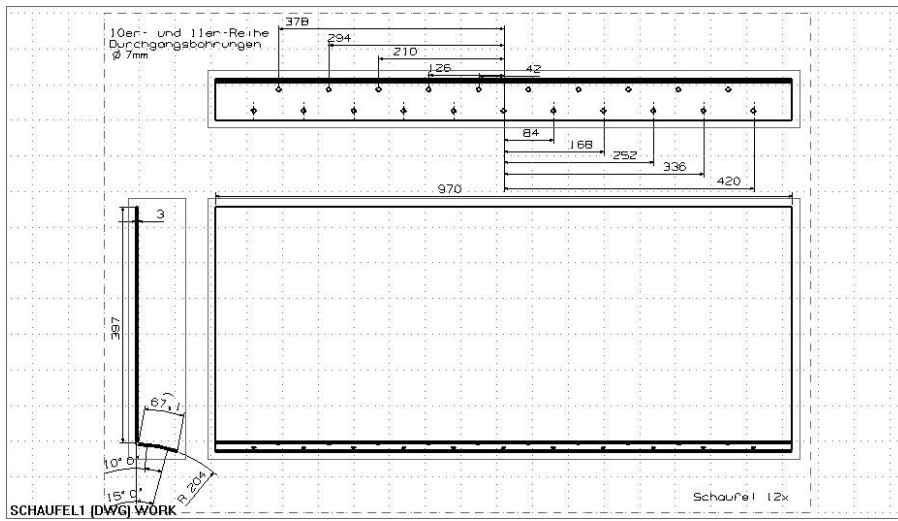 10er- und 11er-Reihe
Durchgangsbohrungen
Ø 7mm
378
294
210
126
42
84
168
252
336
420
970
3
397
67,1
10° 0'
15° 0'
R 204
Schaufel 12x
SCHAUFEL1 (DWG) WORK